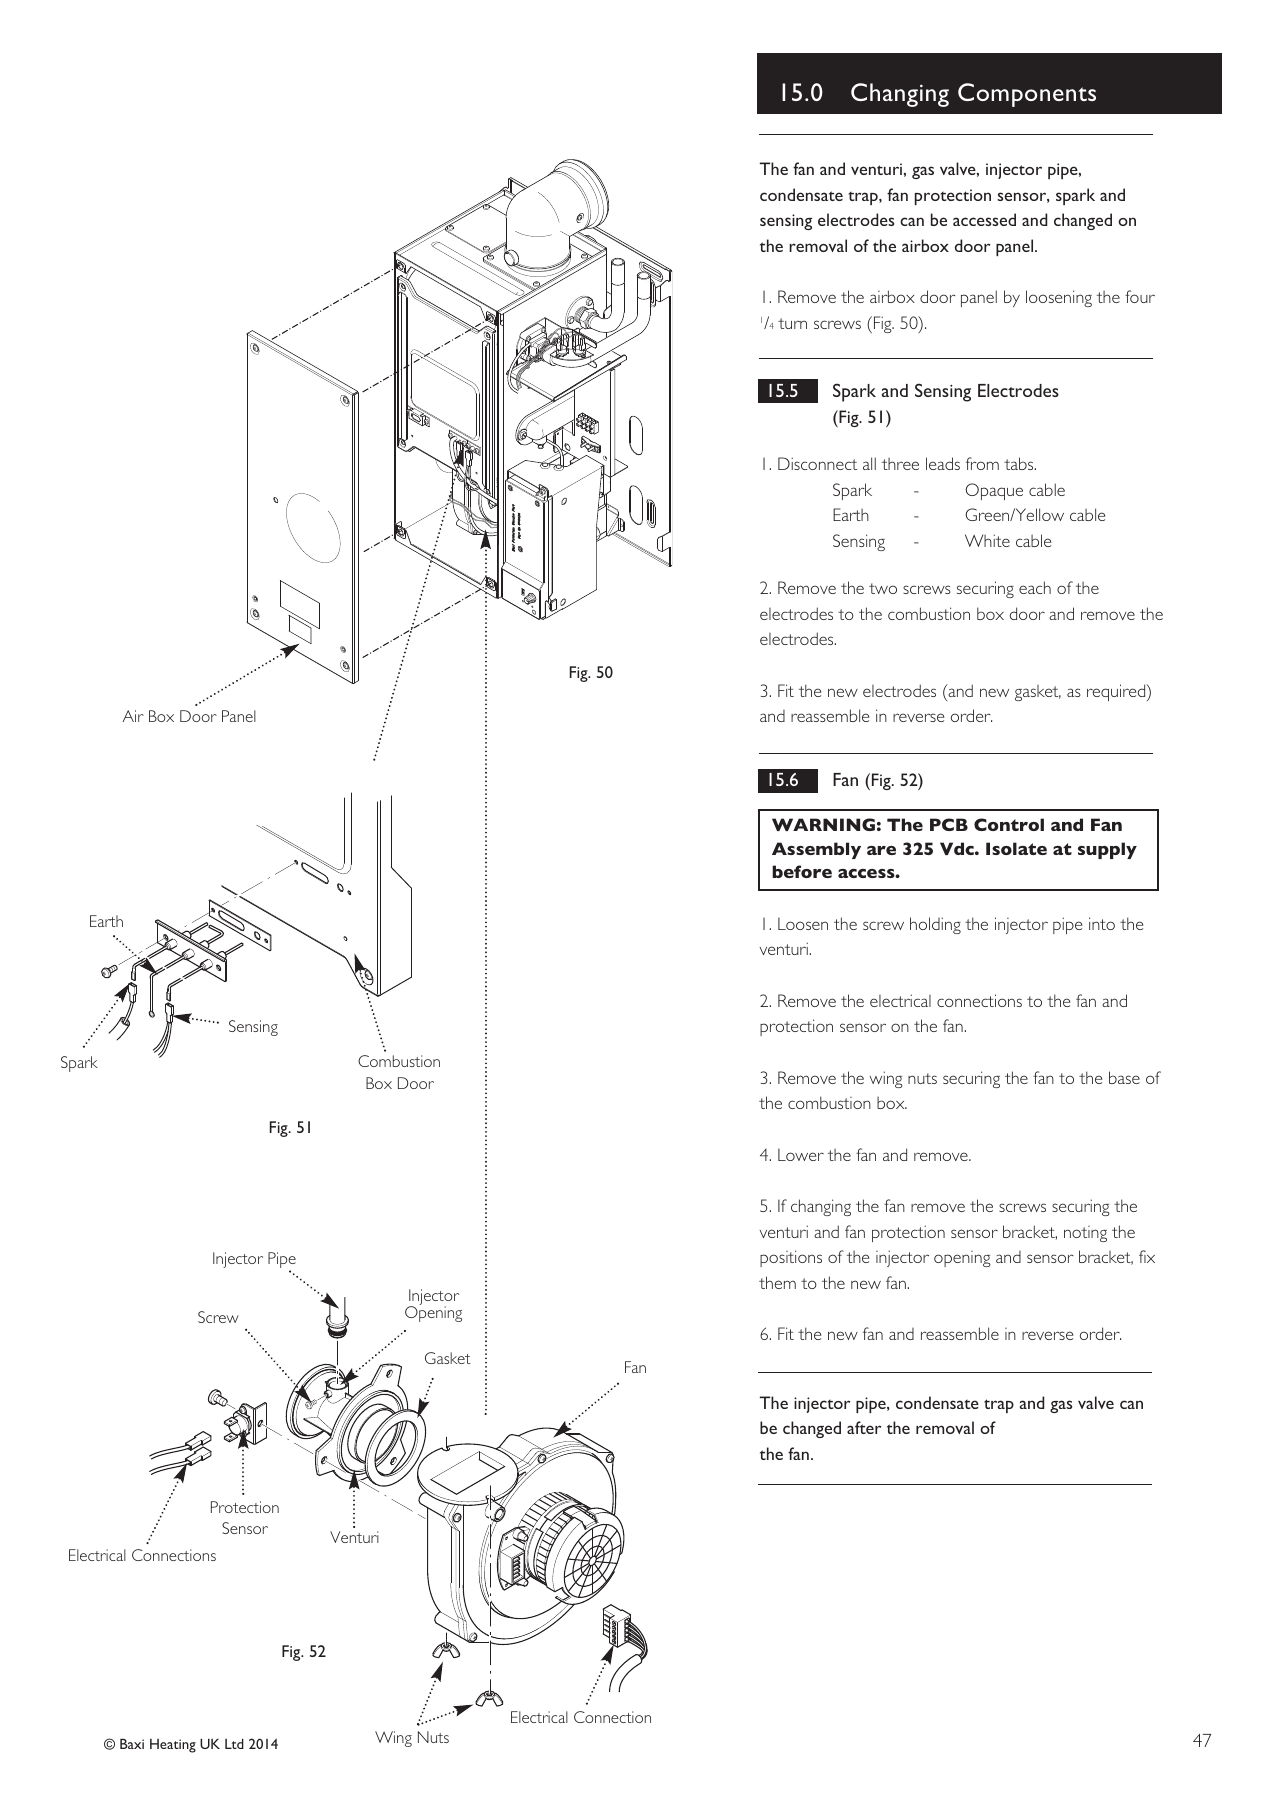 15.0 Changing Components
The fan and venturi, gas valve, injector pipe,
condensate trap, fan protection sensor, spark and
sensing electrodes can be accessed and changed on
the removal of the airbox door panel.
1. Remove the airbox door panel by loosening the four
1/4 turn screws (Fig. 50).
15.5 Spark and Sensing Electrodes
(Fig. 51)
1. Disconnect all three leads from tabs.
Spark - Opaque cable
Earth - Green/Yellow cable
Sensing - White cable
2. Remove the two screws securing each of the
electrodes to the combustion box door and remove the
electrodes.
3. Fit the new electrodes (and new gasket, as required)
and reassemble in reverse order.
15.6 Fan (Fig. 52)
WARNING: The PCB Control and Fan
Assembly are 325 Vdc. Isolate at supply
before access.
1. Loosen the screw holding the injector pipe into the
venturi.
2. Remove the electrical connections to the fan and
protection sensor on the fan.
3. Remove the wing nuts securing the fan to the base of
the combustion box.
4. Lower the fan and remove.
5. If changing the fan remove the screws securing the
venturi and fan protection sensor bracket, noting the
positions of the injector opening and sensor bracket, fix
them to the new fan.
6. Fit the new fan and reassemble in reverse order.
The injector pipe, condensate trap and gas valve can
be changed after the removal of
the fan.
Fig. 50
Air Box Door Panel
Earth
Sensing
Spark
Combustion
Box Door
Fig. 51
Injector Pipe
Injector
Opening
Screw
Gasket
Fan
Protection
Sensor
Venturi
Electrical Connections
Fig. 52
Electrical Connection
Wing Nuts
© Baxi Heating UK Ltd 2014
47